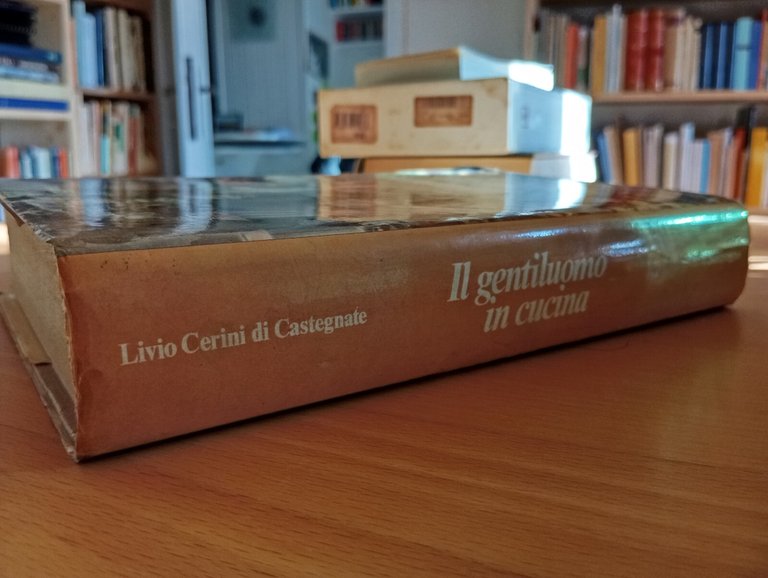 Livio Cerini di Castegnate
Il gentiluomo
in cucina